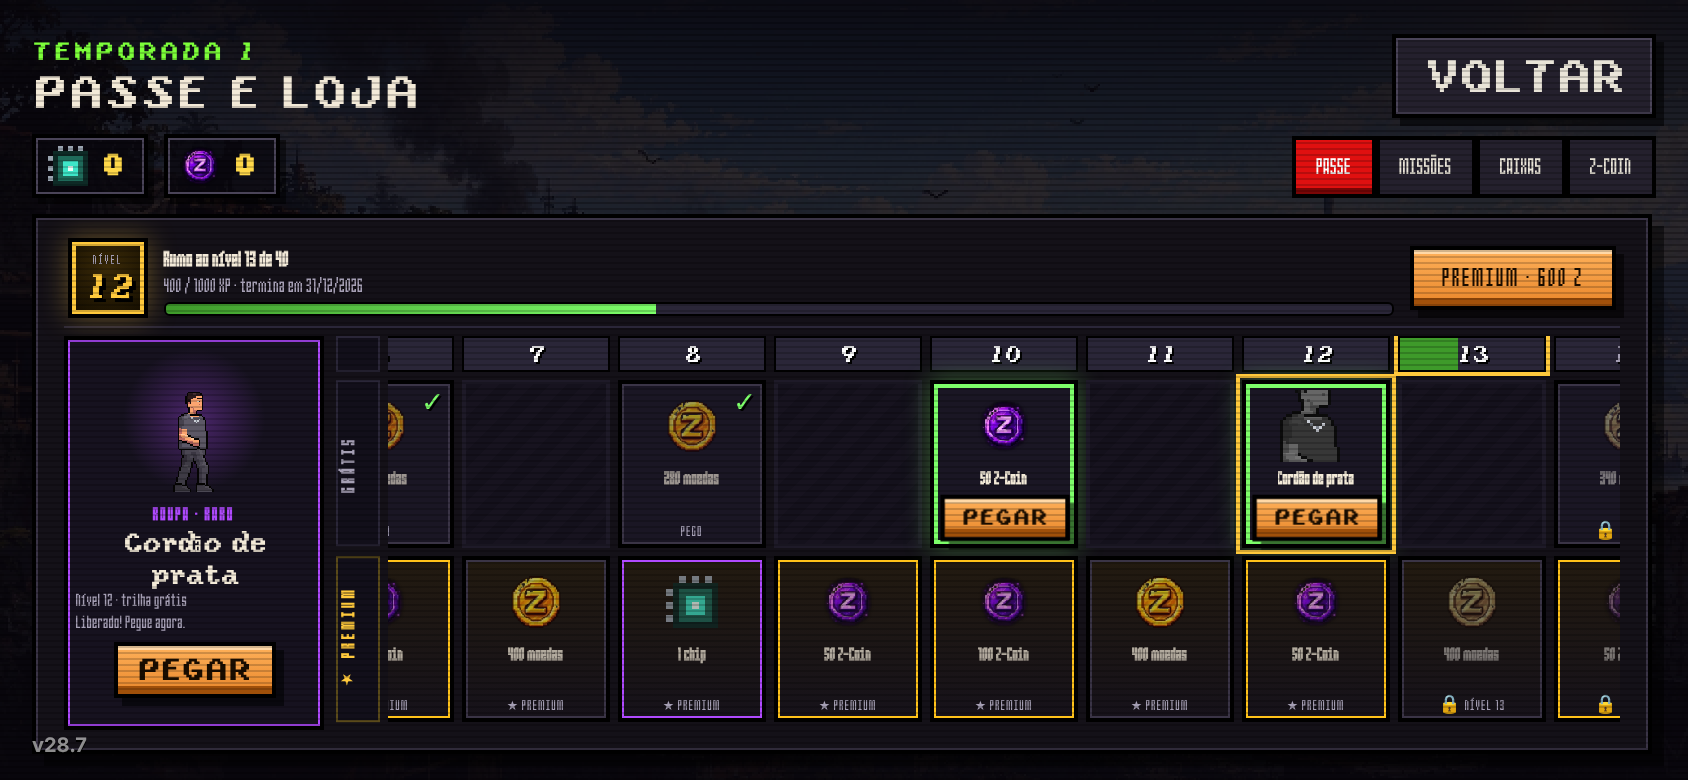 TEMPORADA 1
PASSE E LOJA
VOLTAR
0
Z 0
PASSE
MISSÕES
CAIXAS
Z-COIN
NÍVEL
12
Rumo ao nível 13 de 40
400 / 1000 XP · termina em 31/12/2026
PREMIUM · 600 Z
7
8
9
10
11
12
13
ROUPA · RARO
Cordão de
prata
Nível 12 · trilha grátis
Liberado! Pegue agora.
PEGAR
GRÁTIS
✓
✓
280 moedas
PEGO
50 Z-Coin
PEGAR
Cordão de prata
PEGAR
★ PREMIUM
400 moedas
★ PREMIUM
1 chip
★ PREMIUM
50 Z-Coin
★ PREMIUM
100 Z-Coin
★ PREMIUM
400 moedas
★ PREMIUM
50 Z-Coin
★ PREMIUM
400 moedas
NÍVEL 13
v28.7